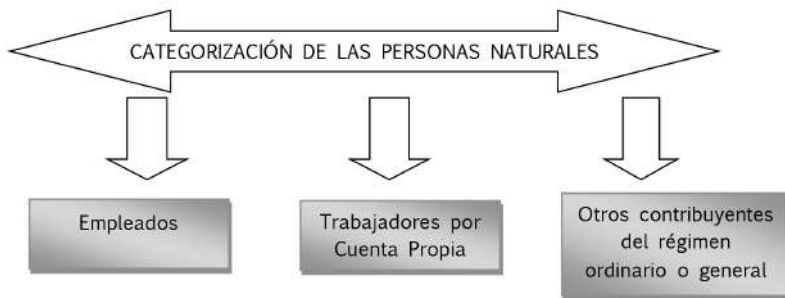 CATEGORIZACIÓN DE LAS PERSONAS NATURALES
Empleados
Trabajadores por
Cuenta Propia
Otros contribuyentes
del régimen
ordinario o general